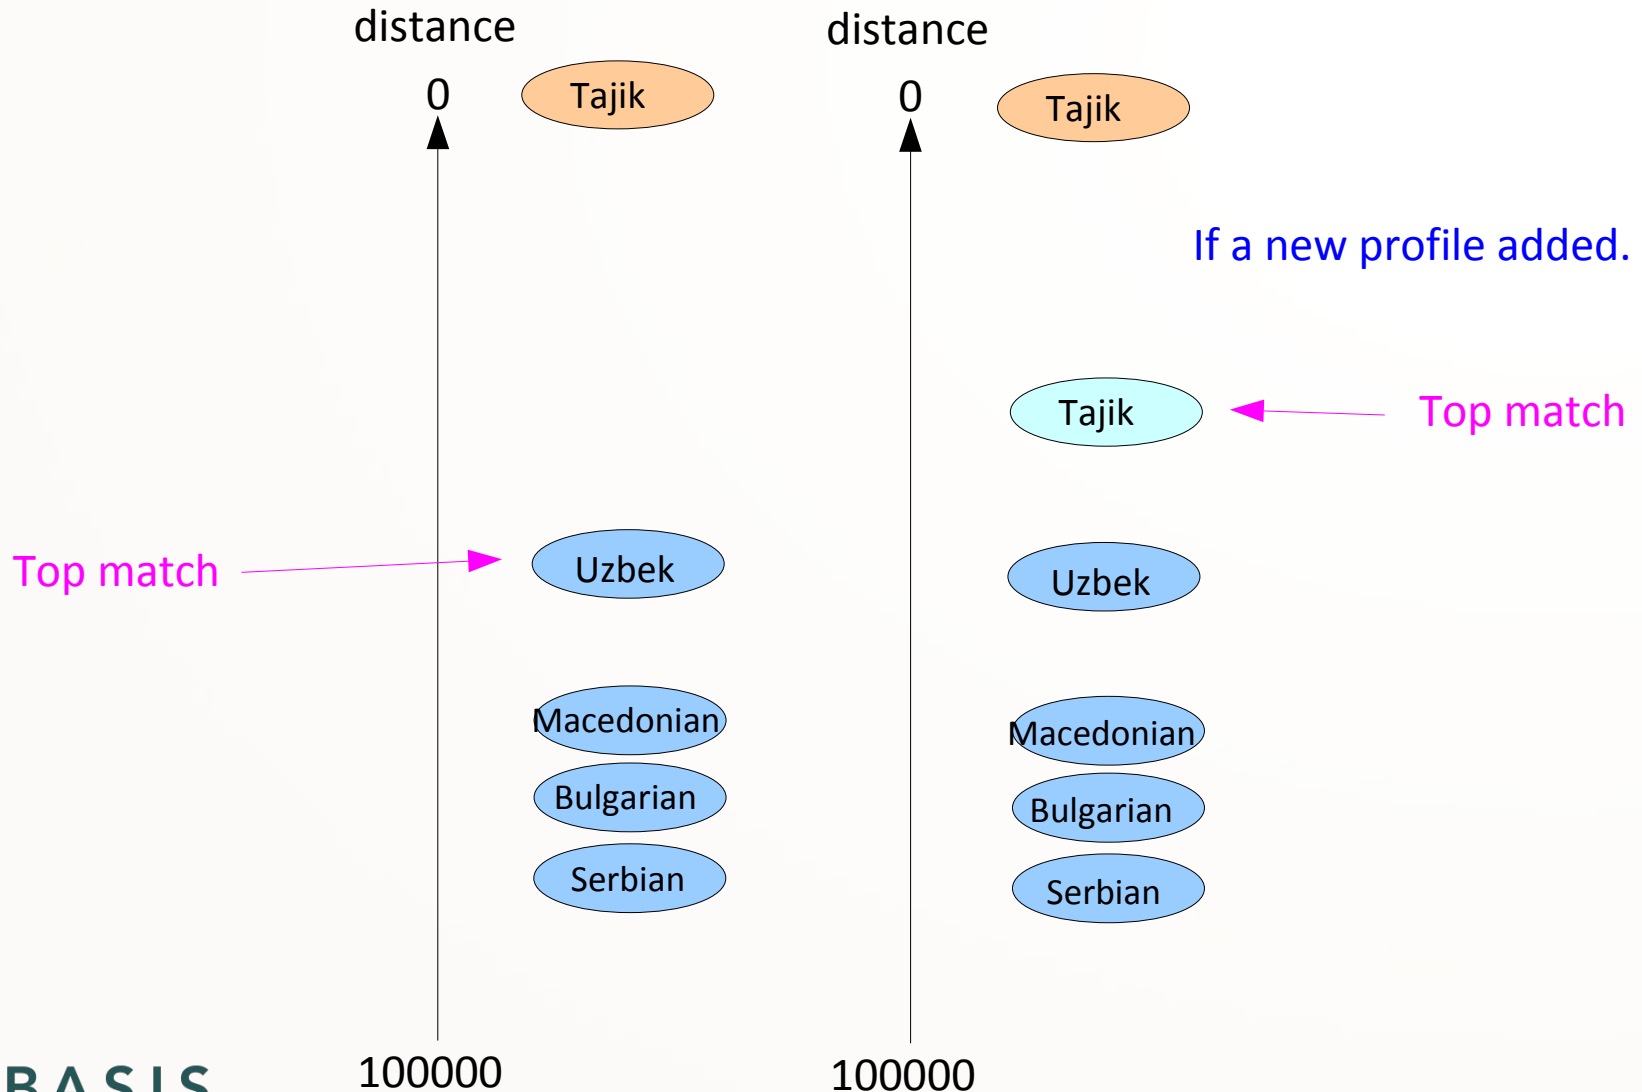 distance
distance
0
Tajik
0
Tajik
If a new profile added.
Tajik
Top match
Top match
Uzbek
Uzbek
Macedonian
Macedonian
Bulgarian
Bulgarian
Serbian
Serbian
100000
100000
BASIS